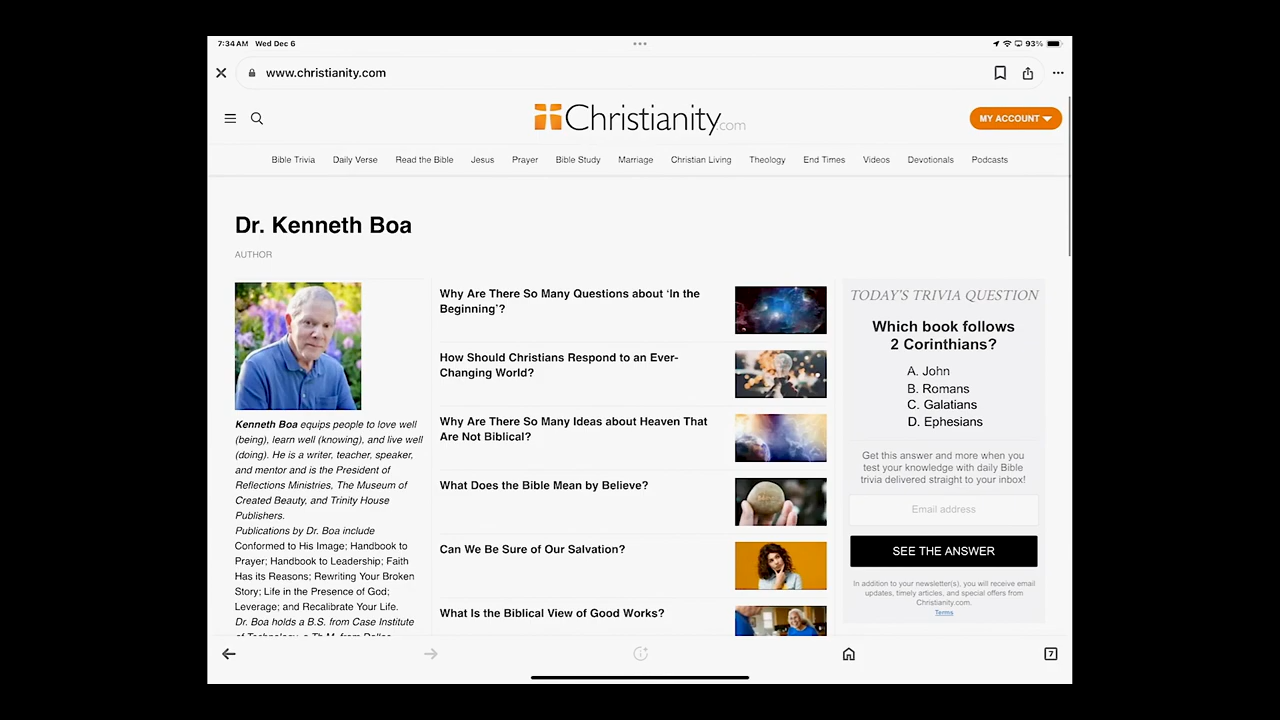 7:34 AM Wed Dec 6
93%
www.christianity.com
Christianity.com
MY ACCOUNT
Bible Trivia Daily Verse Read the Bible Jesus Prayer Bible Study Marriage Christian Living Theology End Times Videos Devotionals Podcasts
Dr. Kenneth Boa
AUTHOR
Kenneth Boa equips people to love well
(being), learn well (knowing), and live well
(doing). He is a writer, teacher, speaker,
and mentor and is the President of
Reflections Ministries, The Museum of
Created Beauty, and Trinity House
Publishers.
Publications by Dr. Boa include
Conformed to His Image; Handbook to
Prayer; Handbook to Leadership; Faith
Has its Reasons; Rewriting Your Broken
Story; Life in the Presence of God;
Leverage; and Recalibrate Your Life.
Dr. Boa holds a B.S. from Case Institute
of Technology, a Th.M. from Dallas
Why Are There So Many Questions about ‘In the
Beginning’?
How Should Christians Respond to an Ever-
Changing World?
Why Are There So Many Ideas about Heaven That
Are Not Biblical?
What Does the Bible Mean by Believe?
Can We Be Sure of Our Salvation?
What Is the Biblical View of Good Works?
TODAY'S TRIVIA QUESTION
Which book follows
2 Corinthians?
A. John
B. Romans
C. Galatians
D. Ephesians
Get this answer and more when you
test your knowledge with daily Bible
trivia delivered straight to your inbox!
Email address
SEE THE ANSWER
In addition to your newsletter(s), you will receive email
updates, timely articles, and special offers from
Christianity.com.
Terms
7